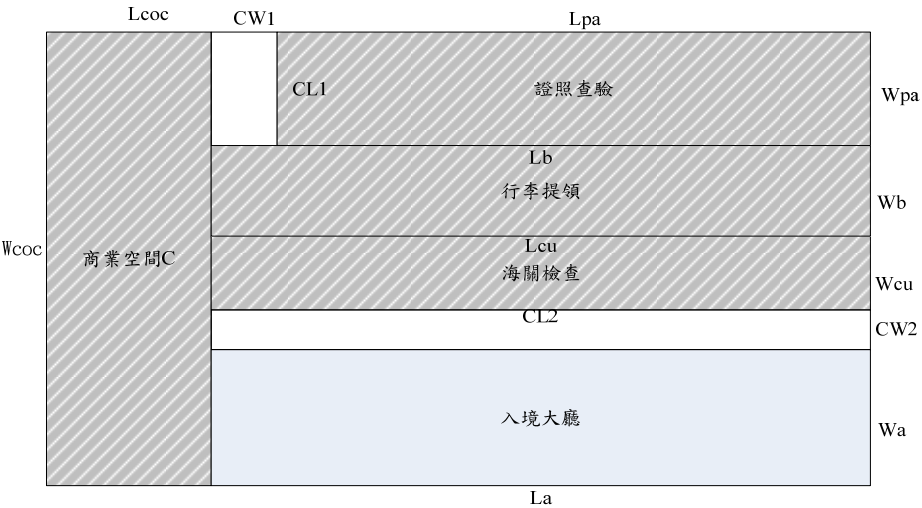 Lcoc
CW1
Lpa
CL1
證照查驗
Wpa
Lb
行李提領
Wb
Wcoc
商業空間C
Lcu
海關檢查
Wcu
CL2
CW2
入境大廳
Wa
La